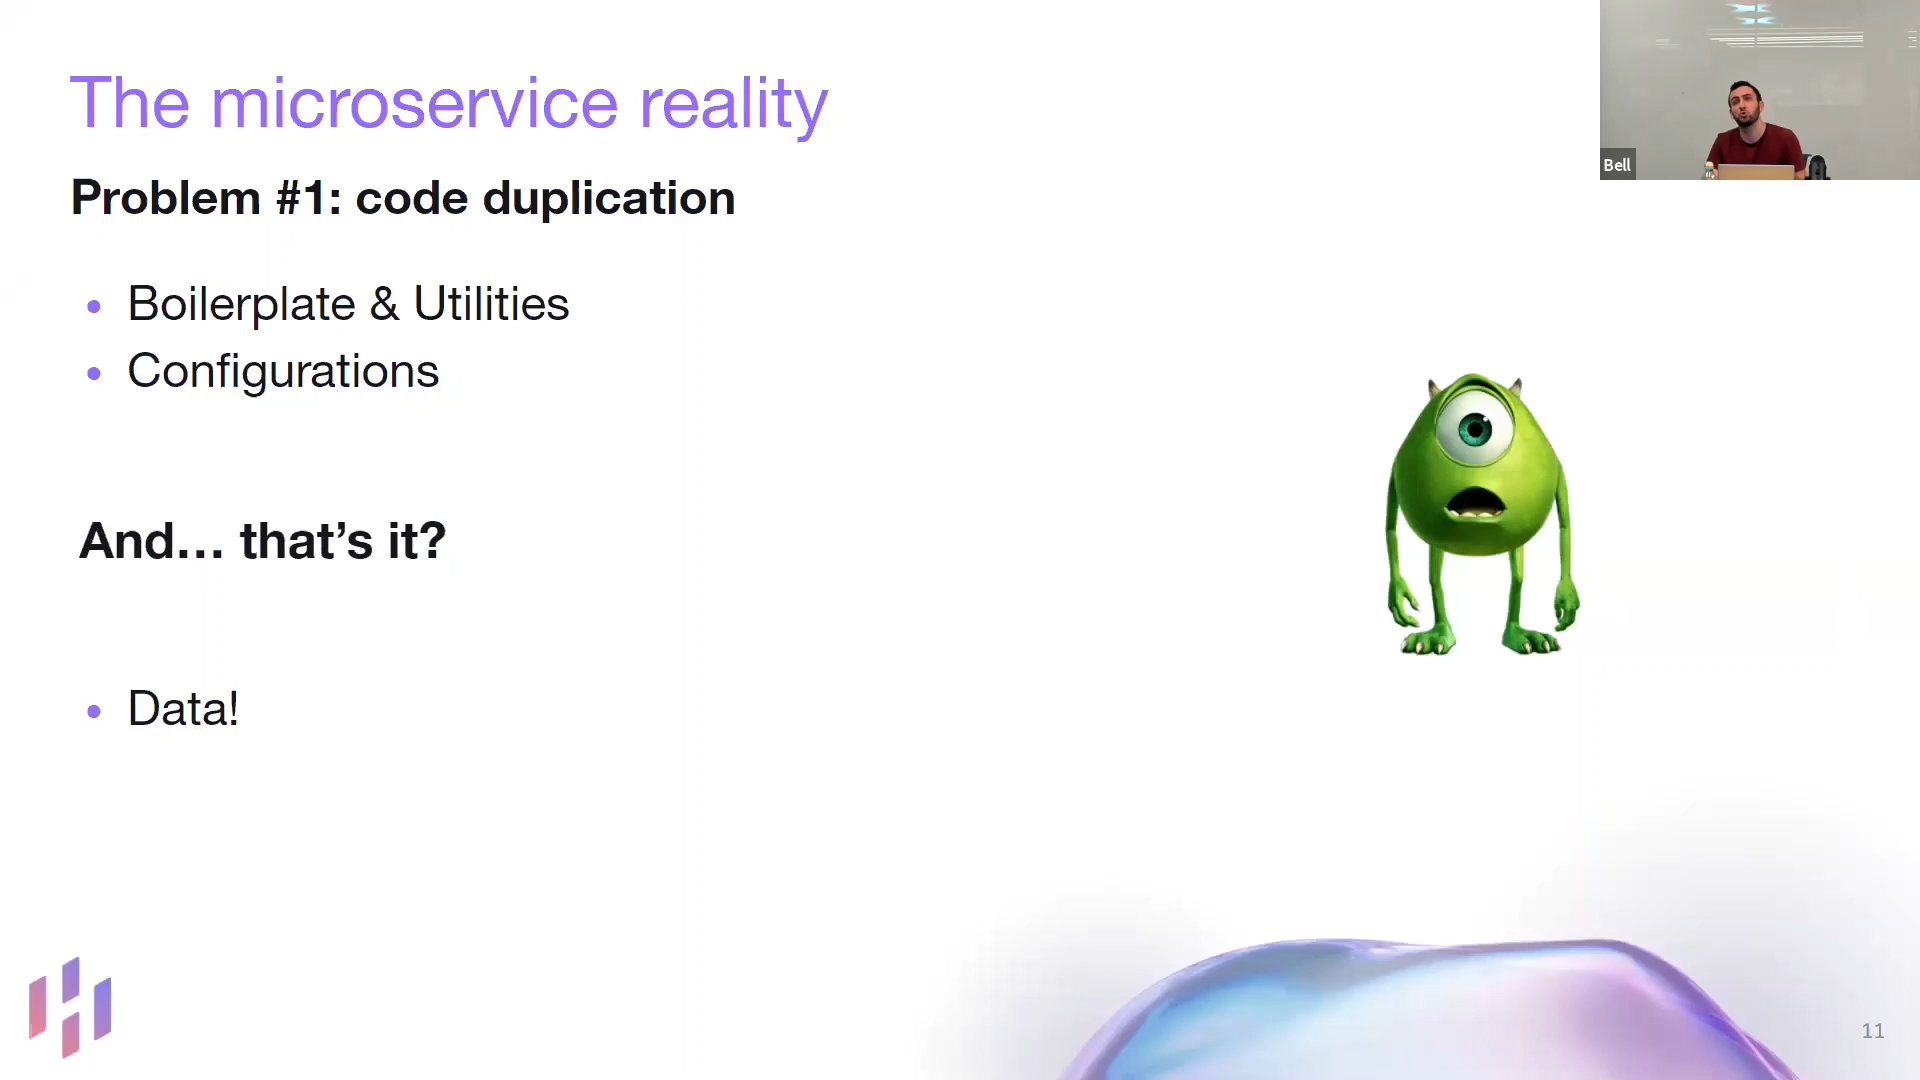 The microservice reality
Problem #1: code duplication
• Boilerplate & Utilities
• Configurations
And… that’s it?
• Data!
Bell
11